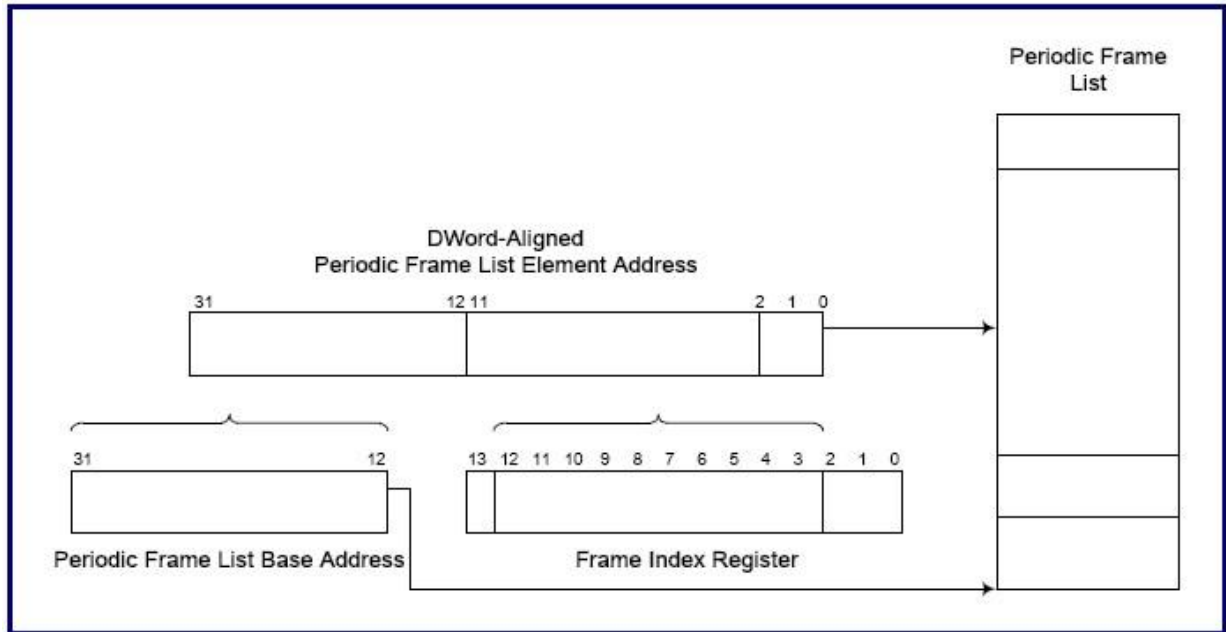 Periodic Frame
List
DWord-Aligned
Periodic Frame List Element Address
31 12 11 2 1 0
31 12 13 12 11 10 9 8 7 6 5 4 3 2 1 0
Periodic Frame List Base Address Frame Index Register